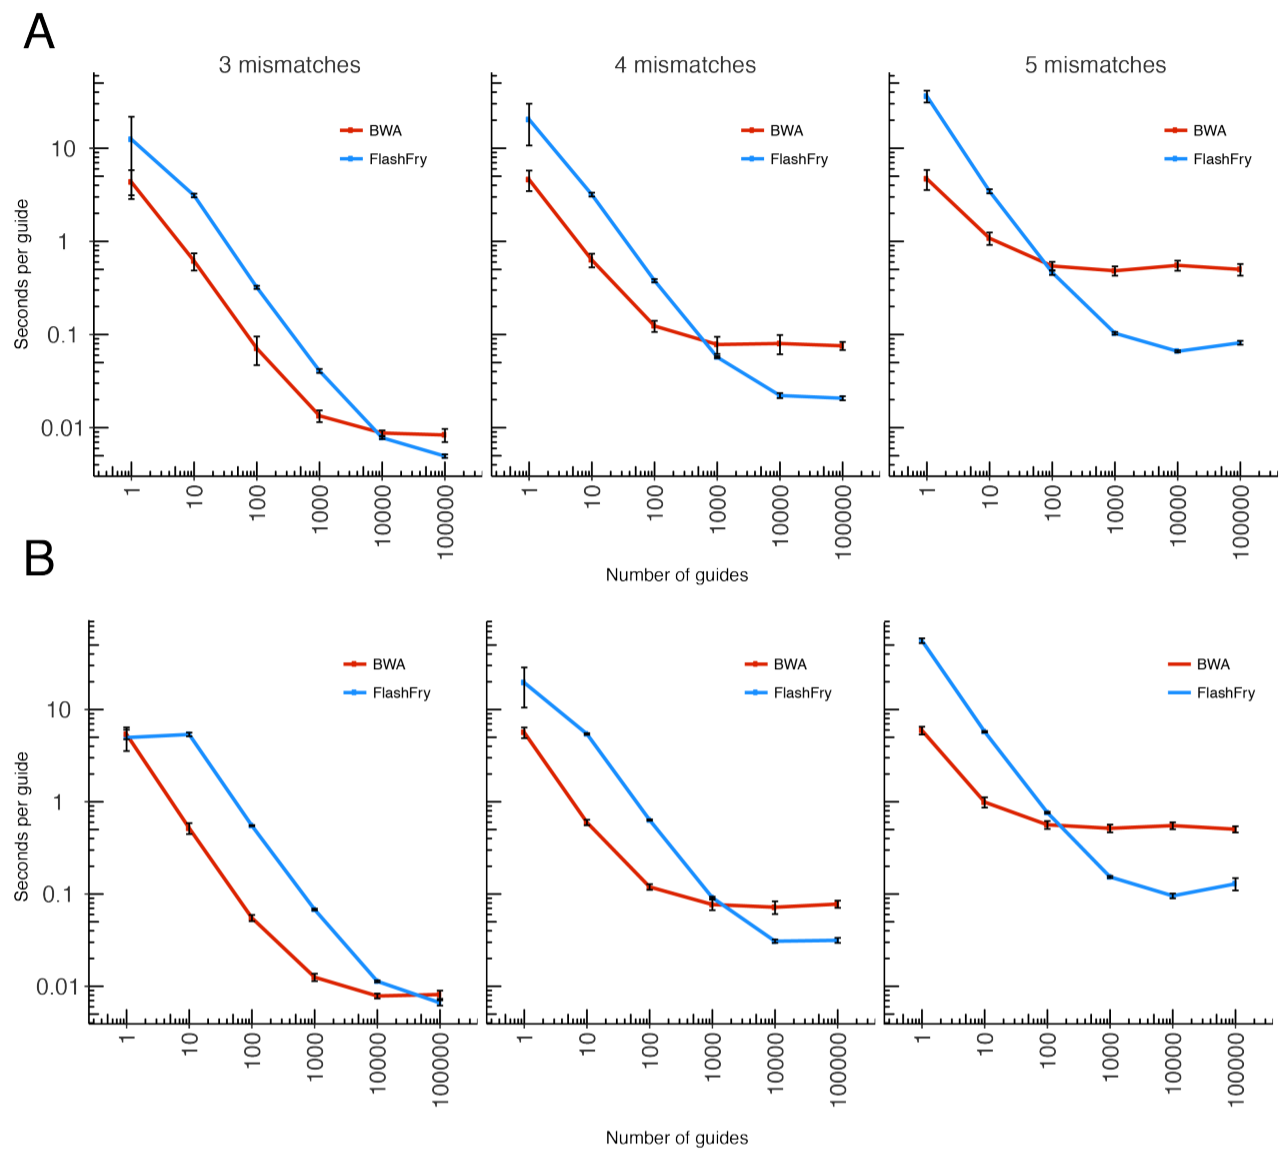 A
3 mismatches
4 mismatches
5 mismatches
BWA
FlashFry
BWA
FlashFry
BWA
FlashFry
Seconds per guide
10
1
0.1
0.01
1 10 100 1000 10000 100000
1 10 100 1000 10000 100000
1 10 100 1000 10000 100000
Number of guides
B
BWA
FlashFry
BWA
FlashFry
BWA
FlashFry
Seconds per guide
10
1
0.1
0.01
1 10 100 1000 10000 100000
1 10 100 1000 10000 100000
1 10 100 1000 10000 100000
Number of guides